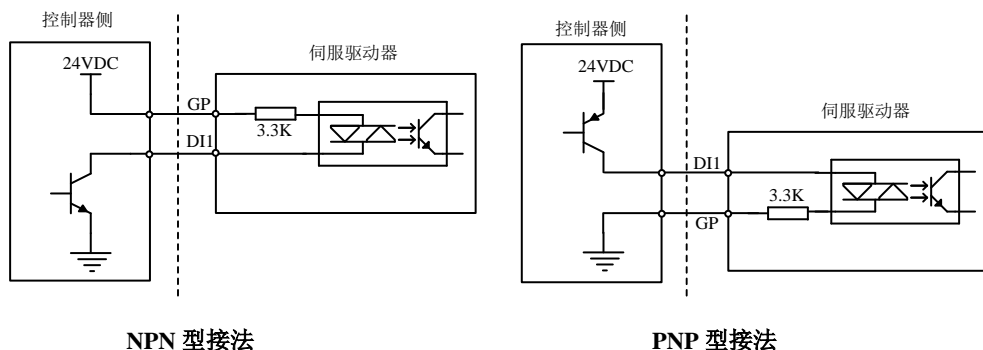 控制器侧
24VDC
伺服驱动器
GP
3.3K
DI1
NPN 型接法
控制器侧
24VDC
伺服驱动器
DI1
3.3K
GP
PNP 型接法